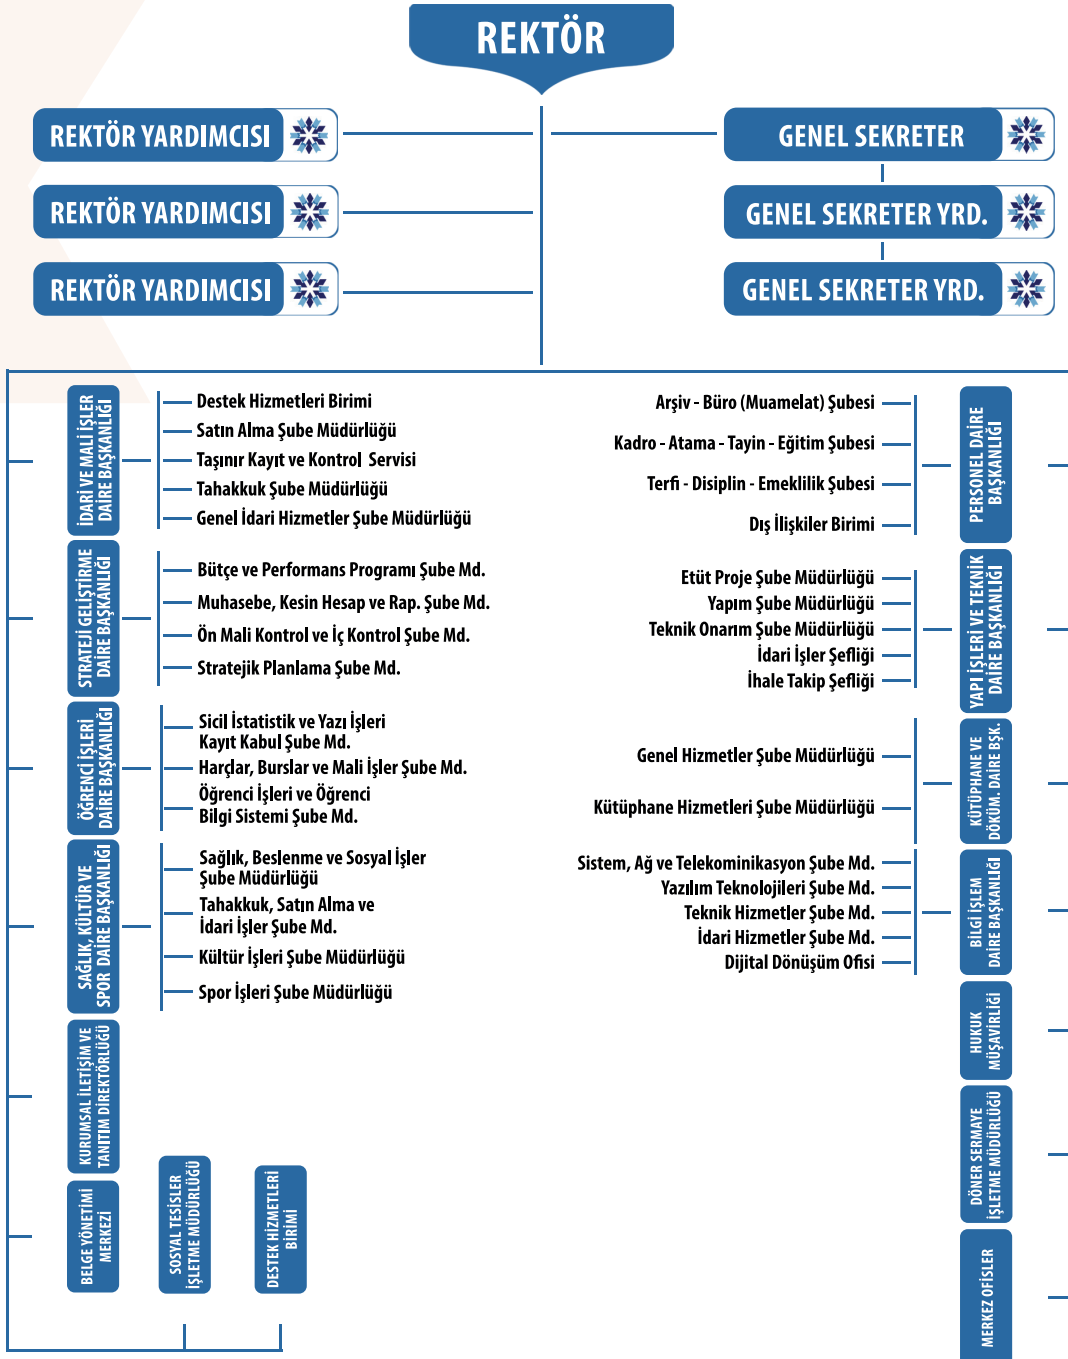 REKTÖR
REKTÖR YARDIMCISI
REKTÖR YARDIMCISI
REKTÖR YARDIMCISI
GENEL SEKRETER
GENEL SEKRETER YRD.
GENEL SEKRETER YRD.
İDARİ VE MALİ İŞLER
DAİRE BAŞKANLIĞI
Destek Hizmetleri Birimi
Satın Alma Şube Müdürlüğü
Taşınır Kayıt ve Kontrol Servisi
Tahakkuk Şube Müdürlüğü
Genel İdari Hizmetler Şube Müdürlüğü
STRATEJİ GELİŞTİRME
DAİRE BAŞKANLIĞI
Bütçe ve Performans Programı Şube Md.
Muhasebe, Kesin Hesap ve Rap. Şube Md.
Ön Mali Kontrol ve İç Kontrol Şube Md.
Stratejik Planlama Şube Md.
ÖĞRENCİ İŞLERİ
DAİRE BAŞKANLIĞI
Sicil İstatistik ve Yazı İşleri
Kayıt Kabul Şube Md.
Harçlar, Burslar ve Mali İşler Şube Md.
Öğrenci İşleri ve Öğrenci
Bilgi Sistemi Şube Md.
SAĞLIK, KÜLTÜR VE
SPOR DAİRE BAŞKANLIĞI
Sağlık, Beslenme ve Sosyal İşler
Şube Müdürlüğü
Tahakkuk, Satın Alma ve
İdari İşler Şube Md.
Kültür İşleri Şube Müdürlüğü
Spor İşleri Şube Müdürlüğü
KURUMSAL İLETİŞİM VE
TANITIM DİREKTÖRLÜĞÜ
BELGE YÖNETİMİ
MERKEZİ
SOSYAL TESİSLER
İŞLETME MÜDÜRLÜĞÜ
DESTEK HİZMETLERİ
BİRİMİ
Arşiv - Büro (Muamelat) Şubesi
Kadro - Atama - Tayin - Eğitim Şubesi
Terfi - Disiplin - Emeklilik Şubesi
Dış İlişkiler Birimi
PERSONEL DAİRE
BAŞKANLIĞI
Etüt Proje Şube Müdürlüğü
Yapım Şube Müdürlüğü
Teknik Onarım Şube Müdürlüğü
İdari İşler Şefliği
İhale Takip Şefliği
YAPI İŞLERİ VE TEKNİK
DAİRE BAŞKANLIĞI
Genel Hizmetler Şube Müdürlüğü
Kütüphane Hizmetleri Şube Müdürlüğü
KÜTÜPHANE VE
DÖKÜM. DAİRE BŞK.
Sistem, Ağ ve Telekominikasyon Şube Md.
Yazılım Teknolojileri Şube Md.
Teknik Hizmetler Şube Md.
İdari Hizmetler Şube Md.
Dijital Dönüşüm Ofisi
BİLGİ İŞLEM
DAİRE BAŞKANLIĞI
HUKUK
MÜŞAVİRLİĞİ
DÖNER SERMAYE
İŞLETME MÜDÜRLÜĞÜ
MERKEZ OFİSLER